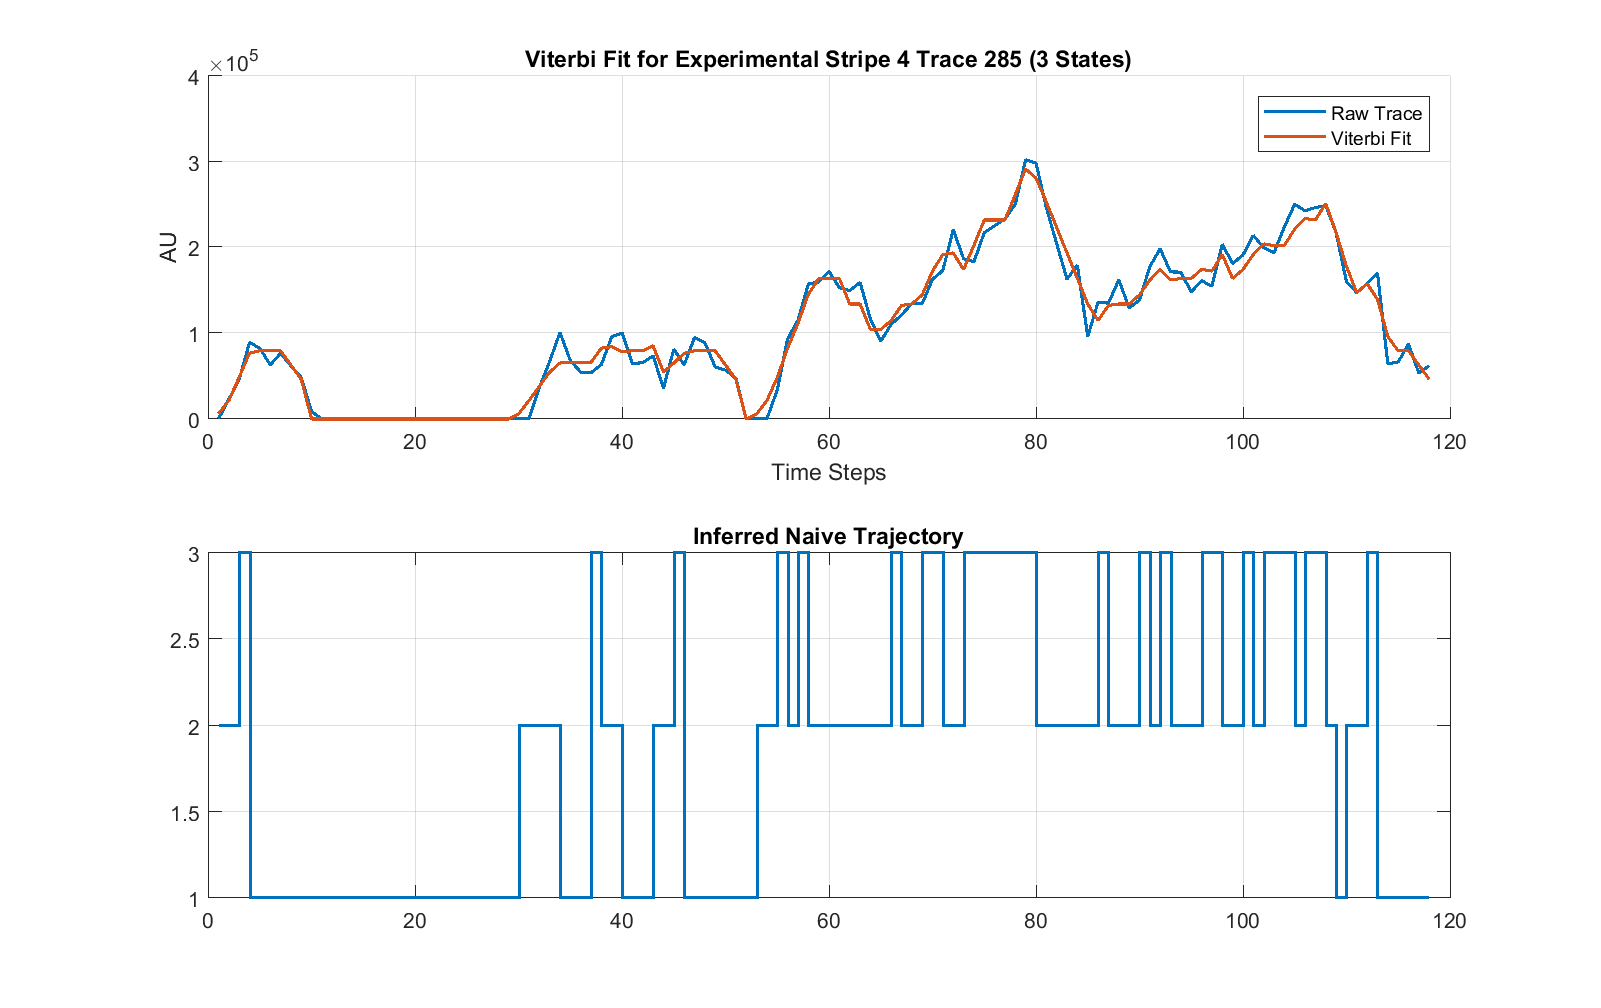 Viterbi Fit for Experimental Stripe 4 Trace 285 (3 States)
×10^5
4
3
2
1
0
AU
Raw Trace
Viterbi Fit
0 20 40 60 80 100 120
Time Steps
Inferred Naive Trajectory
3
2.5
2
1.5
1
0 20 40 60 80 100 120